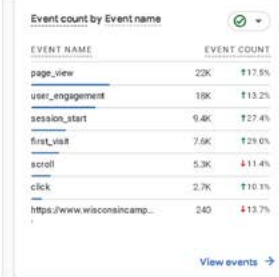 Event count by Event name
EVENT NAME EVENT COUNT
page_view 22K ↑17.5%
user_engagement 18K ↑13.2%
session_start 9.4K ↑27.4%
first_visit 7.6K ↑29.0%
scroll 5.3K ↓11.4%
click 2.7K ↑10.1%
https://www.wisconsincamp... 240 ↓13.7%
View events →